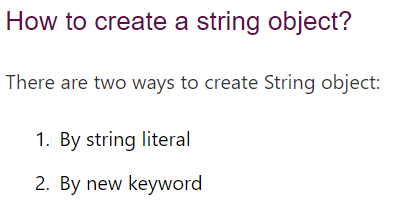 How to create a string object?
There are two ways to create String object:
1. By string literal
2. By new keyword